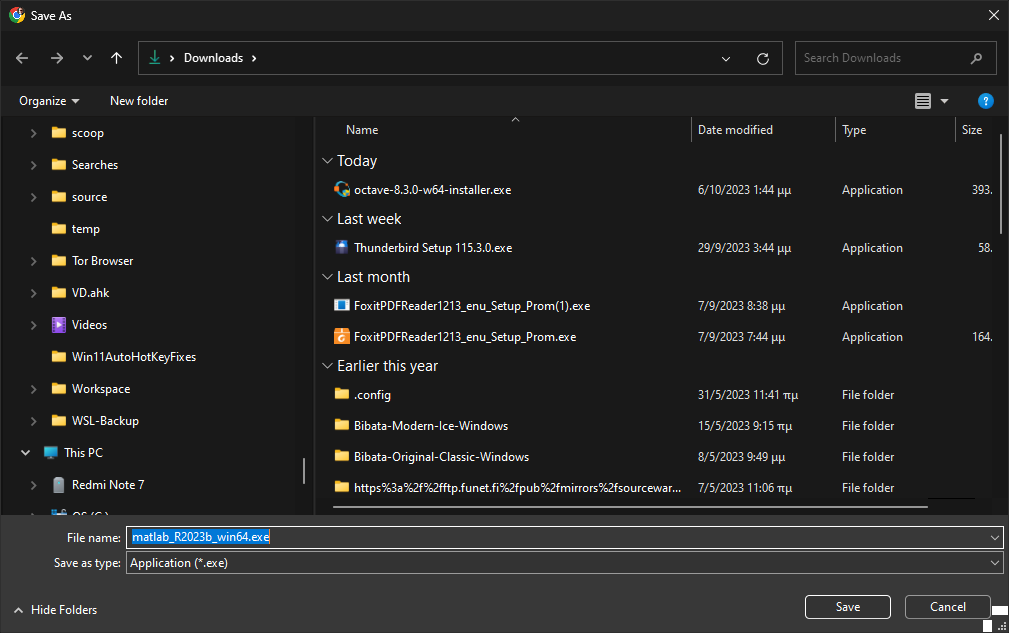 Save As
Downloads
Search Downloads
Organize
New folder
?
scoop
Searches
source
temp
Tor Browser
VD.ahk
Videos
Win11AutoHotKeyFixes
Workspace
WSL-Backup
This PC
Redmi Note 7
Name Date modified Type Size
Today
octave-8.3.0-w64-installer.exe 6/10/2023 1:44 μμ Application 393.
Last week
Thunderbird Setup 115.3.0.exe 29/9/2023 3:44 μμ Application 58.
Last month
FoxitPDFReader1213_enu_Setup_Prom(1).exe 7/9/2023 8:38 μμ Application
FoxitPDFReader1213_enu_Setup_Prom.exe 7/9/2023 7:44 μμ Application 164.
Earlier this year
.config 31/5/2023 11:41 πμ File folder
Bibata-Modern-Ice-Windows 15/5/2023 9:15 πμ File folder
Bibata-Original-Classic-Windows 8/5/2023 9:49 μμ File folder
https%3a%2f%2fftp.funet.fi%2fpub%2fmirrors%2fsourcewar... 7/5/2023 11:06 πμ File folder
File name: matlab_R2023b_win64.exe
Save as type: Application (*.exe)
Hide Folders
Save
Cancel